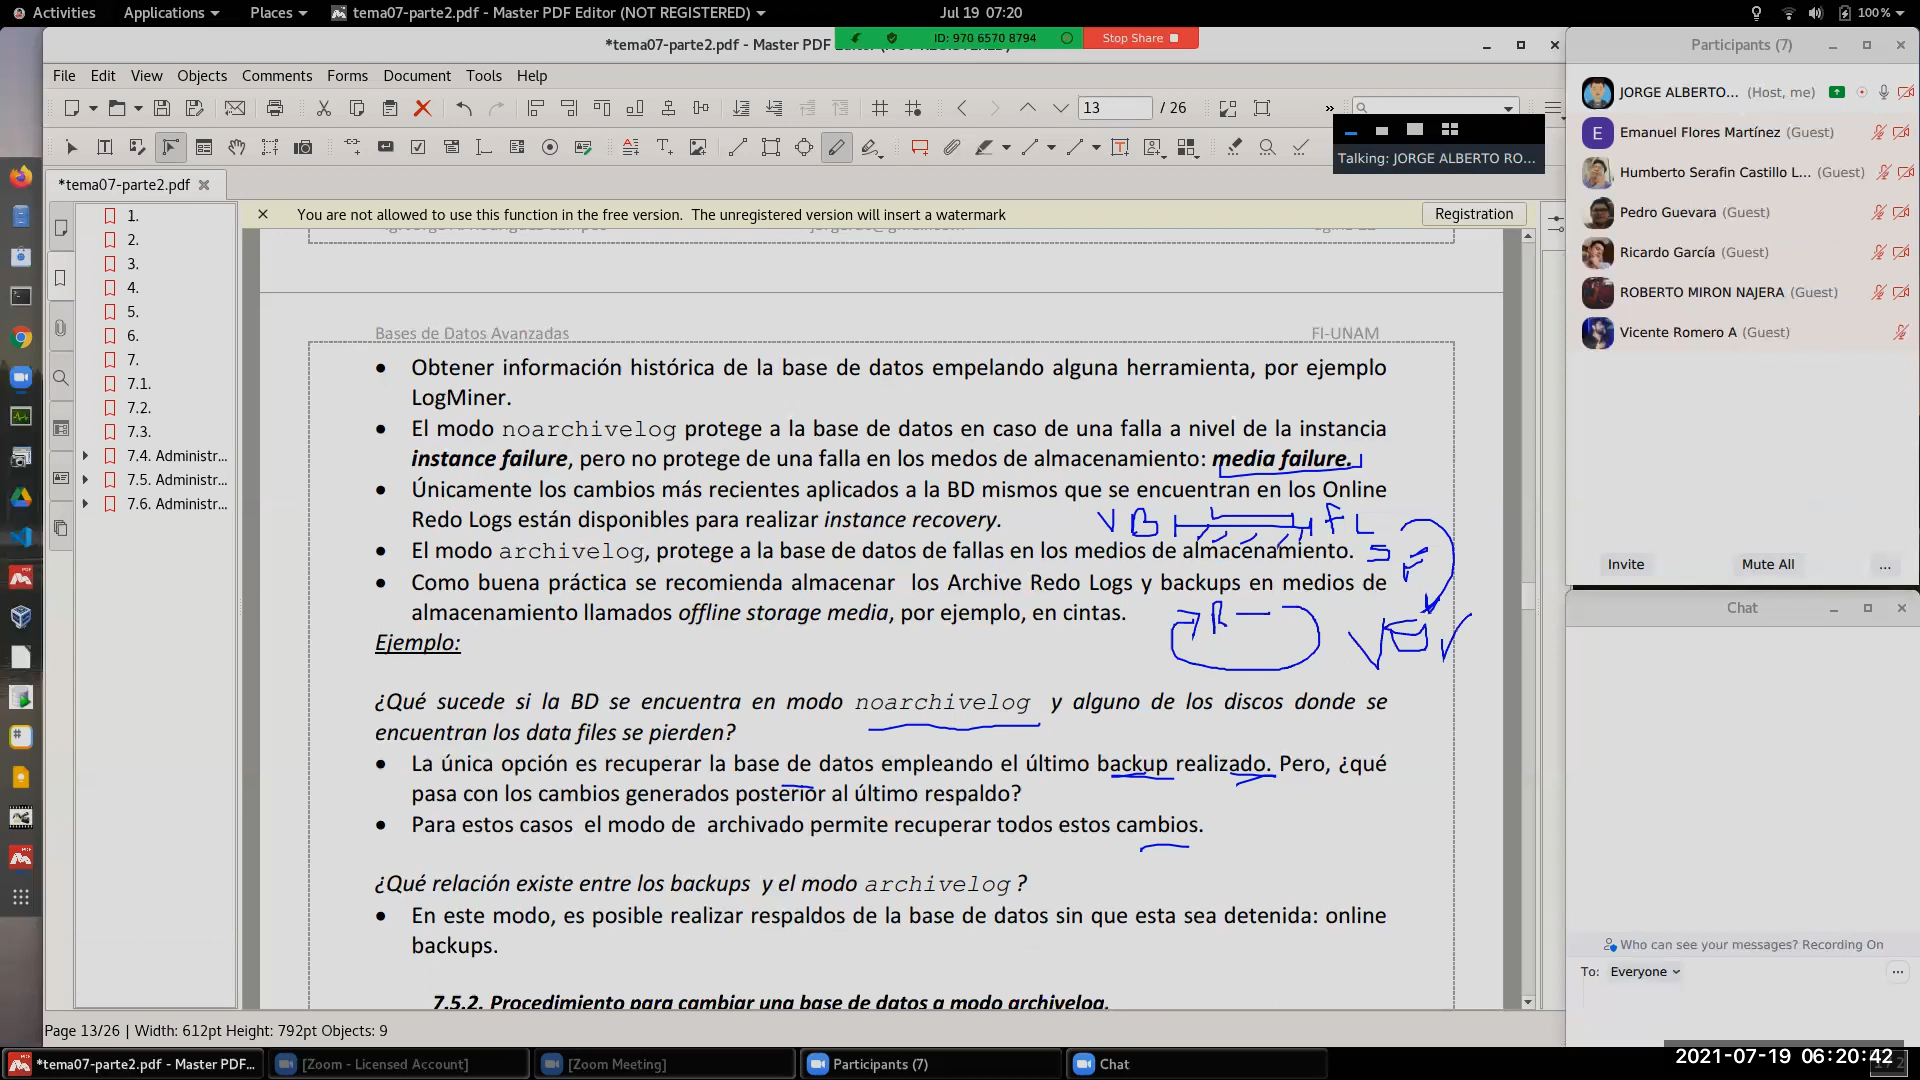 Activities Applications Places tema07-parte2.pdf - Master PDF Editor (NOT REGISTERED) Jul 19 07:20 100%
*tema07-parte2.pdf - Master PDF
ID: 970 6570 8794 Stop Share
File Edit View Objects Comments Forms Document Tools Help
13 / 26
Talking: JORGE ALBERTO RO...
*tema07-parte2.pdf
You are not allowed to use this function in the free version. The unregistered version will insert a watermark Registration
1.
2.
3.
4.
5.
6.
7.
7.1.
7.2.
7.3.
7.4. Administr...
7.5. Administr...
7.6. Administr...
Bases de Datos Avanzadas FI-UNAM
• Obtener información histórica de la base de datos empelando alguna herramienta, por ejemplo
LogMiner.
• El modo noarchivelog protege a la base de datos en caso de una falla a nivel de la instancia
instance failure, pero no protege de una falla en los medos de almacenamiento: media failure.
• Únicamente los cambios más recientes aplicados a la BD mismos que se encuentran en los Online
Redo Logs están disponibles para realizar instance recovery.
• El modo archivelog, protege a la base de datos de fallas en los medios de almacenamiento.
• Como buena práctica se recomienda almacenar los Archive Redo Logs y backups en medios de
almacenamiento llamados offline storage media, por ejemplo, en cintas.
Ejemplo:
¿Qué sucede si la BD se encuentra en modo noarchivelog y alguno de los discos donde se
encuentran los data files se pierden?
• La única opción es recuperar la base de datos empleando el último backup realizado. Pero, ¿qué
pasa con los cambios generados posterior al último respaldo?
• Para estos casos el modo de archivado permite recuperar todos estos cambios.
¿Qué relación existe entre los backups y el modo archivelog ?
• En este modo, es posible realizar respaldos de la base de datos sin que esta sea detenida: online
backups.
7.5.2. Procedimiento para cambiar una base de datos a modo archivelog.
Page 13/26 | Width: 612pt Height: 792pt Objects: 9
Participants (7)
JORGE ALBERTO... (Host, me)
E Emanuel Flores Martínez (Guest)
Humberto Serafin Castillo L... (Guest)
Pedro Guevara (Guest)
Ricardo García (Guest)
ROBERTO MIRON NAJERA (Guest)
Vicente Romero A (Guest)
Invite Mute All ...
Chat
Who can see your messages? Recording On
To: Everyone
*tema07-parte2.pdf - Master PDF... [Zoom - Licensed Account] [Zoom Meeting] Participants (7) Chat
2021-07-19 06:20:42